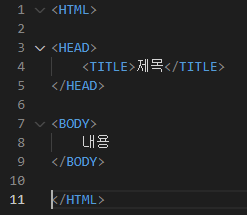 1 <HTML>
2
3 <HEAD>
4 <TITLE>제목</TITLE>
5 </HEAD>
6
7 <BODY>
8 내용
9 </BODY>
10
11 </HTML>